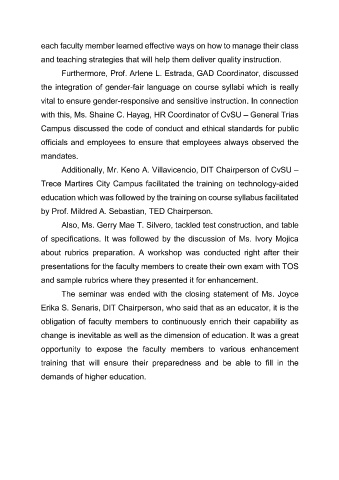 each faculty member learned effective ways on how to manage their class
and teaching strategies that will help them deliver quality instruction.
Furthermore, Prof. Arlene L. Estrada, GAD Coordinator, discussed
the integration of gender-fair language on course syllabi which is really
vital to ensure gender-responsive and sensitive instruction. In connection
with this, Ms. Shaine C. Hayag, HR Coordinator of CvSU – General Trias
Campus discussed the code of conduct and ethical standards for public
officials and employees to ensure that employees always observed the
mandates.
Additionally, Mr. Keno A. Villavicencio, DIT Chairperson of CvSU –
Trece Martires City Campus facilitated the training on technology-aided
education which was followed by the training on course syllabus facilitated
by Prof. Mildred A. Sebastian, TED Chairperson.
Also, Ms. Gerry Mae T. Silvero, tackled test construction, and table
of specifications. It was followed by the discussion of Ms. Ivory Mojica
about rubrics preparation. A workshop was conducted right after their
presentations for the faculty members to create their own exam with TOS
and sample rubrics where they presented it for enhancement.
The seminar was ended with the closing statement of Ms. Joyce
Erika S. Senaris, DIT Chairperson, who said that as an educator, it is the
obligation of faculty members to continuously enrich their capability as
change is inevitable as well as the dimension of education. It was a great
opportunity to expose the faculty members to various enhancement
training that will ensure their preparedness and be able to fill in the
demands of higher education.